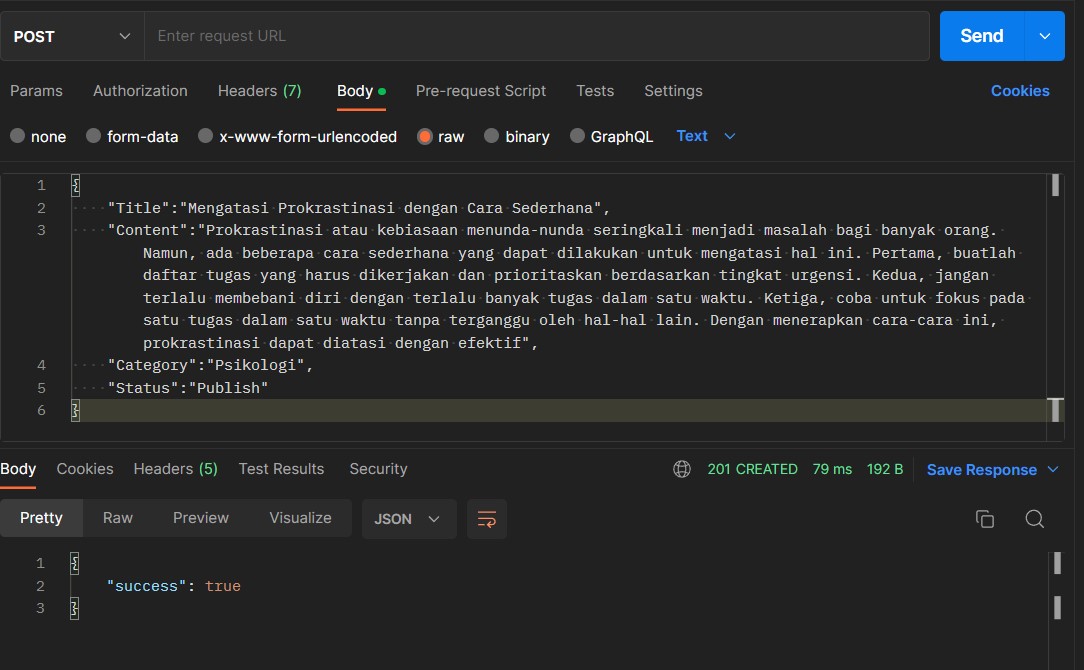 POST Enter request URL Send
Params Authorization Headers (7) Body Pre-request Script Tests Settings Cookies
none form-data x-www-form-urlencoded raw binary GraphQL Text
1 {
2 "Title":"Mengatasi Prokrastinasi dengan Cara Sederhana",
3 "Content":"Prokrastinasi atau kebiasaan menunda-nunda seringkali menjadi masalah bagi banyak orang.
Namun, ada beberapa cara sederhana yang dapat dilakukan untuk mengatasi hal ini. Pertama, buatlah
daftar tugas yang harus dikerjakan dan prioritaskan berdasarkan tingkat urgensi. Kedua, jangan
terlalu membebani diri dengan terlalu banyak tugas dalam satu waktu. Ketiga, coba untuk fokus pada
satu tugas dalam satu waktu tanpa terganggu oleh hal-hal lain. Dengan menerapkan cara-cara ini,
prokrastinasi dapat diatasi dengan efektif",
4 "Category":"Psikologi",
5 "Status":"Publish"
6 }
Body Cookies Headers (5) Test Results Security 201 CREATED 79 ms 192 B Save Response
Pretty Raw Preview Visualize JSON
1 {
2 "success": true
3 }